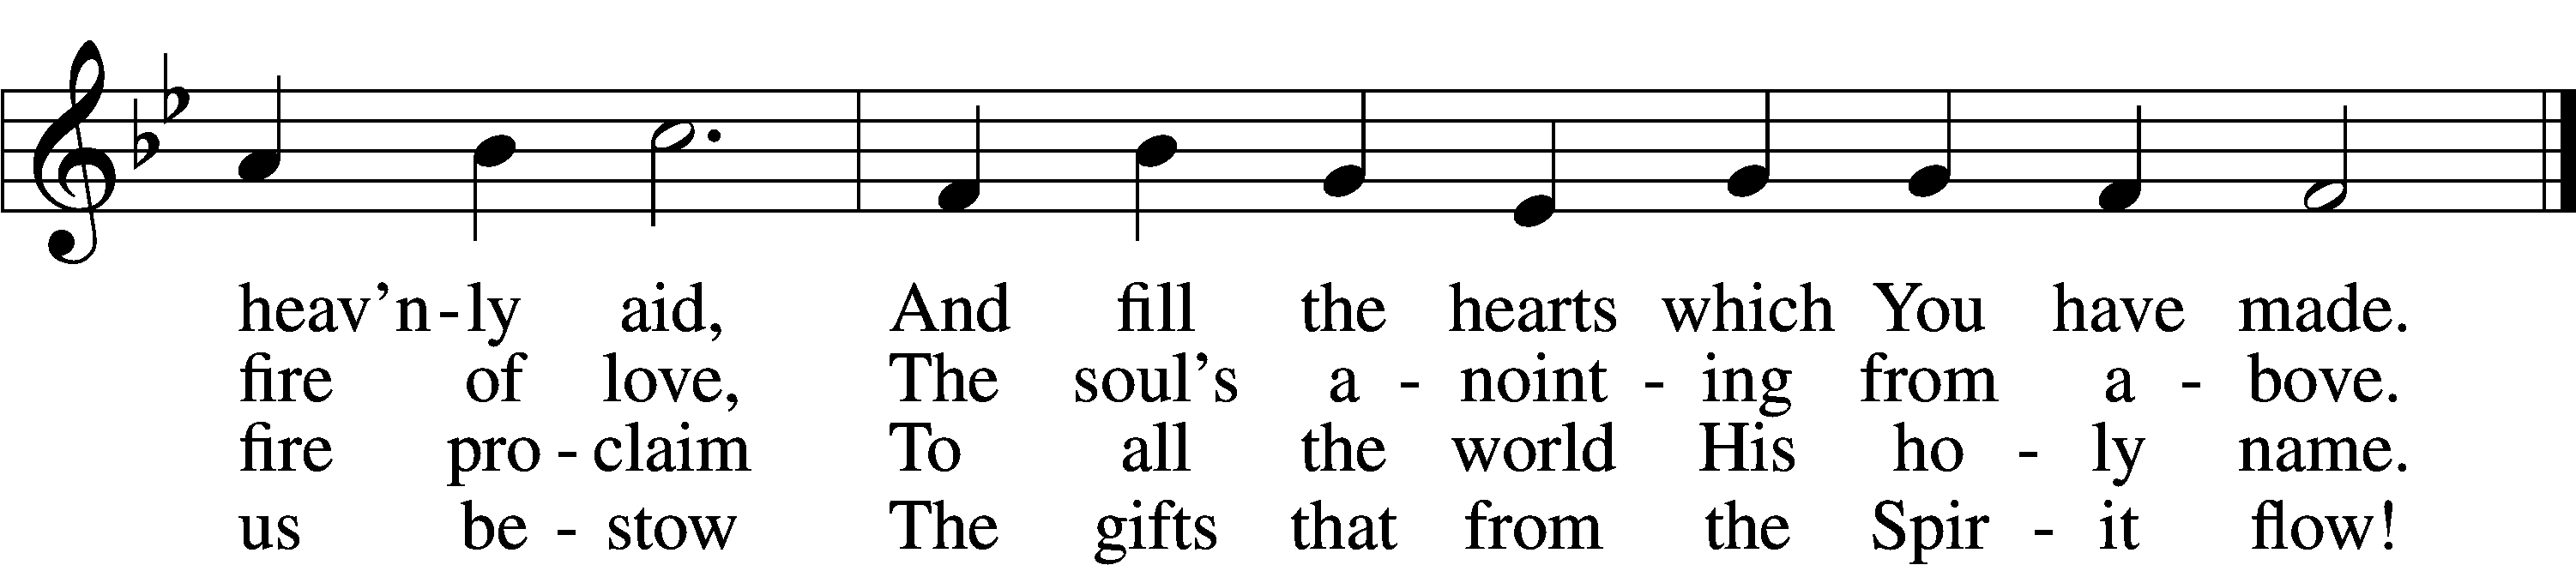 heav’n-ly aid, And fill the hearts which You have made.
fire of love, The soul’s a - noint - ing from a - bove.
fire pro - claim To all the world His ho - ly name.
us be - stow The gifts that from the Spir - it flow!